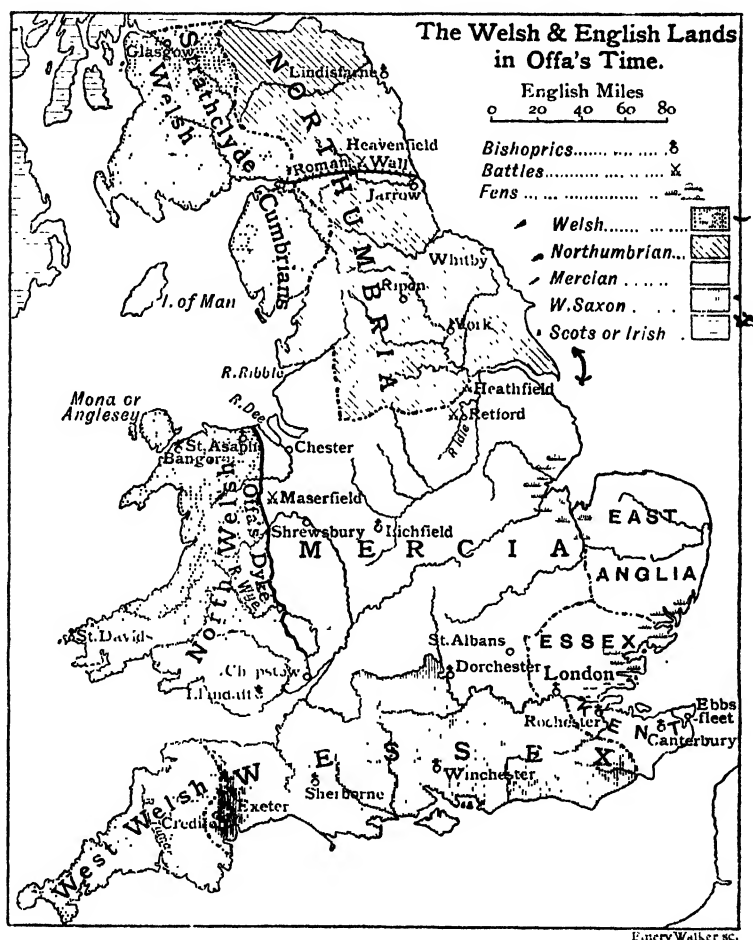 The Welsh & English Lands
in Offa's Time.
English Miles
0 20 40 60 80
Bishoprics
Battles
Fens
Welsh
Northumbrian
Mercian
W. Saxon
Scots or Irish
Glasgow
Strathclyde
Welsh
NORTHUMBRIA
Lindisfarne
Heavenfield
Roman Wall
Jarrow
Cumbrians
Whitby
Ripon
York
I. of Man
R. Ribble
Heathfield
Retford
R. Idle
Mona or
Anglesey
R. Dee
St. Asaph
Bangor
Chester
Maserfield
Offas Dyke
North Welsh
Shrewsbury
Lichfield
MERCIA
EAST
ANGLIA
R. Wye
St. Davids
Chepstow
Llandaff
St. Albans
ESSEX
Dorchester
London
Rochester
KENT
Ebbs-
fleet
Canterbury
WESSEX
Winchester
Sherborne
West Welsh
Exeter
Emery Walker sc.